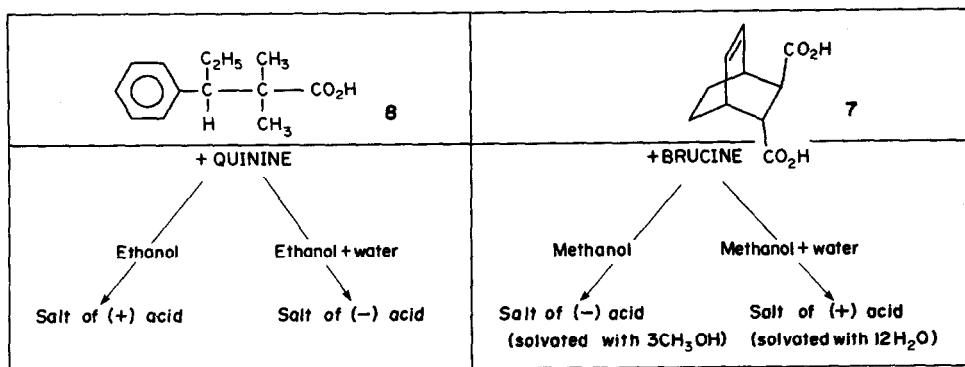 C₂H₅ CH₃
C — C — CO₂H
H CH₃
8
CO₂H
7
CO₂H
+ QUININE
Ethanol
Ethanol + water
Salt of (+) acid
Salt of (-) acid
+ BRUCINE
Methanol
Methanol + water
Salt of (-) acid
(solvated with 3CH₃OH)
Salt of (+) acid
(solvated with 12H₂O)